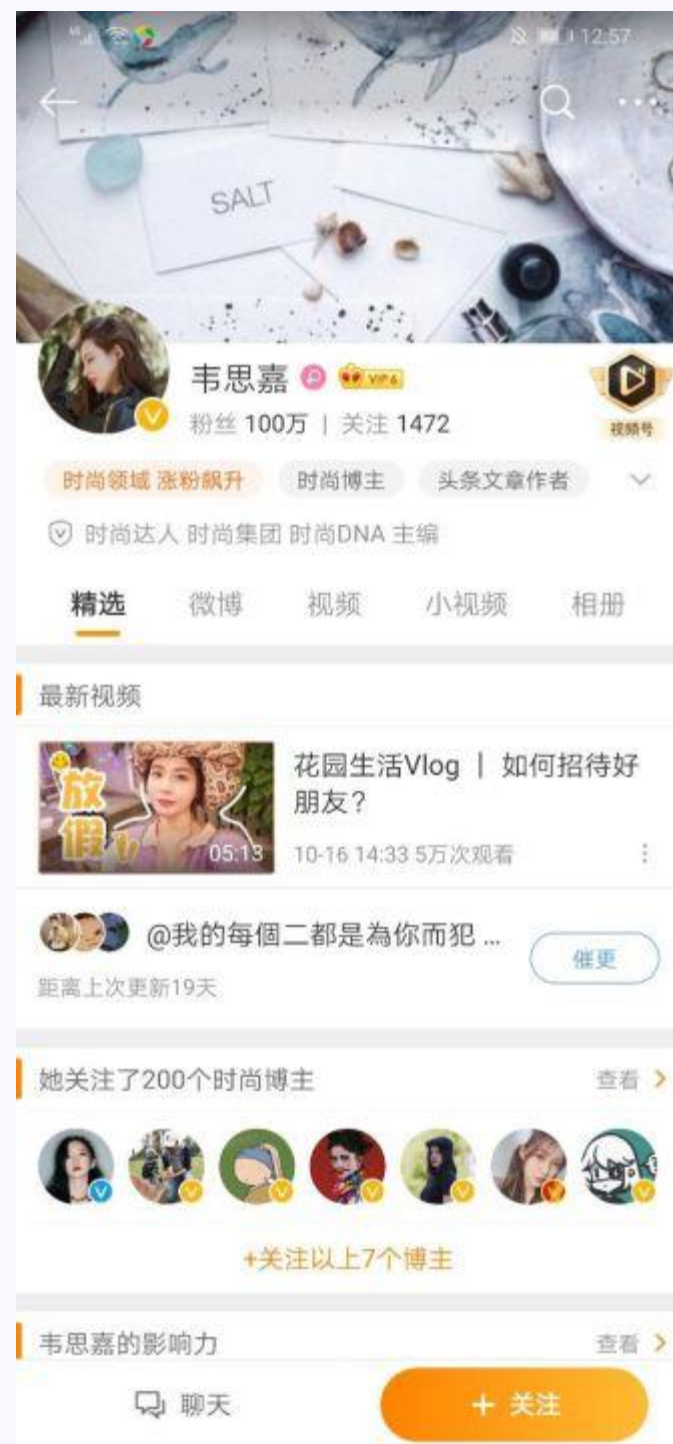 12:57
SALT
韦思嘉 VIP 6
粉丝 100万 | 关注 1472
视频号
时尚领域 涨粉飙升 时尚博主 头条文章作者
时尚达人 时尚集团 时尚DNA 主编
精选 微博 视频 小视频 相册
最新视频
放假
05:13
花园生活Vlog | 如何招待好
朋友?
10-16 14:33 5万次观看
@我的每個二都是為你而犯 ...
催更
距离上次更新19天
她关注了200个时尚博主 查看
+关注以上7个博主
韦思嘉的影响力 查看
聊天 + 关注